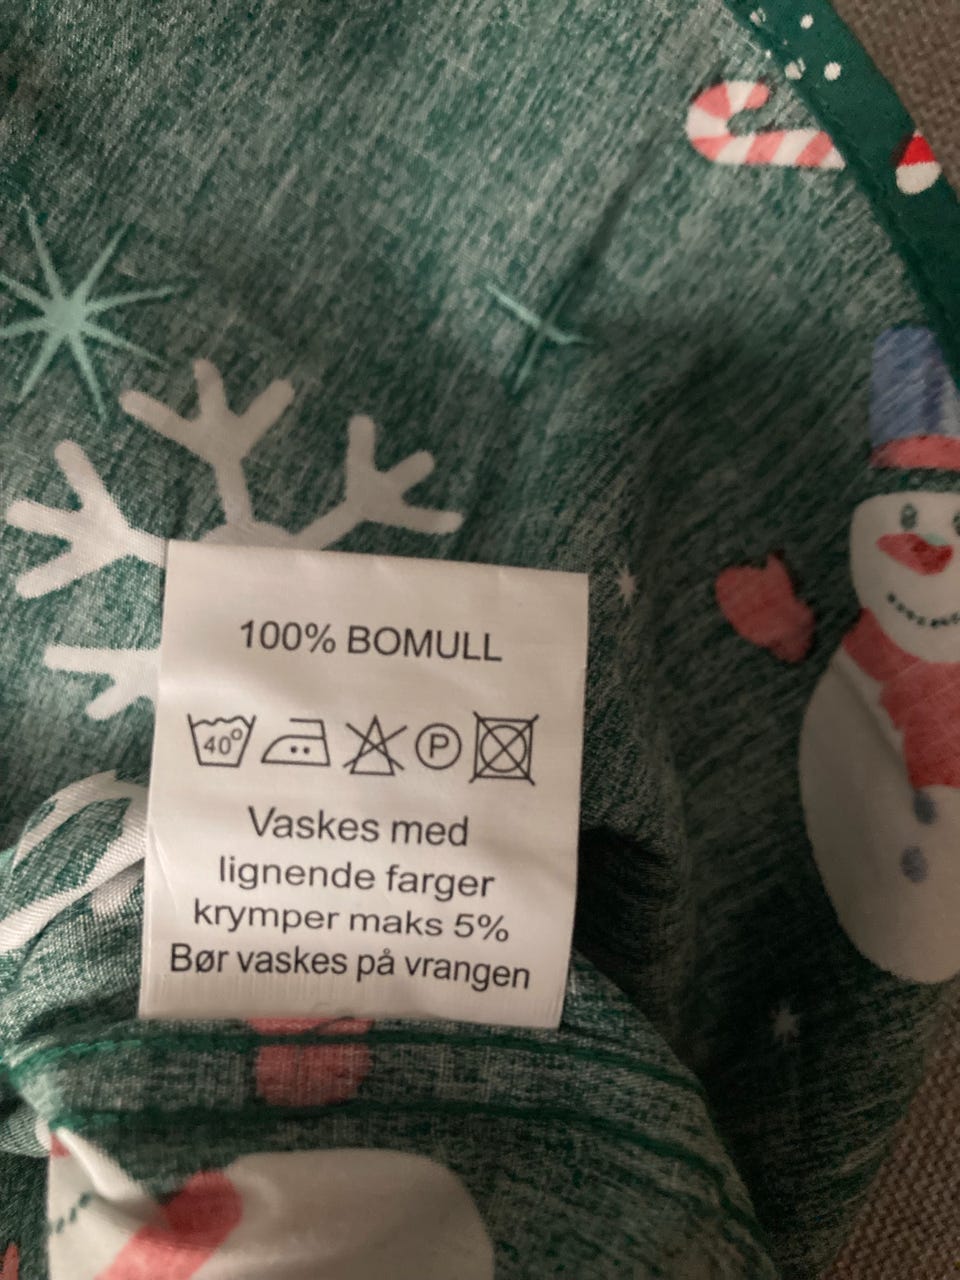 100% BOMULL
40° P
Vaskes med
lignende farger
krymper maks 5%
Bør vaskes på vrangen